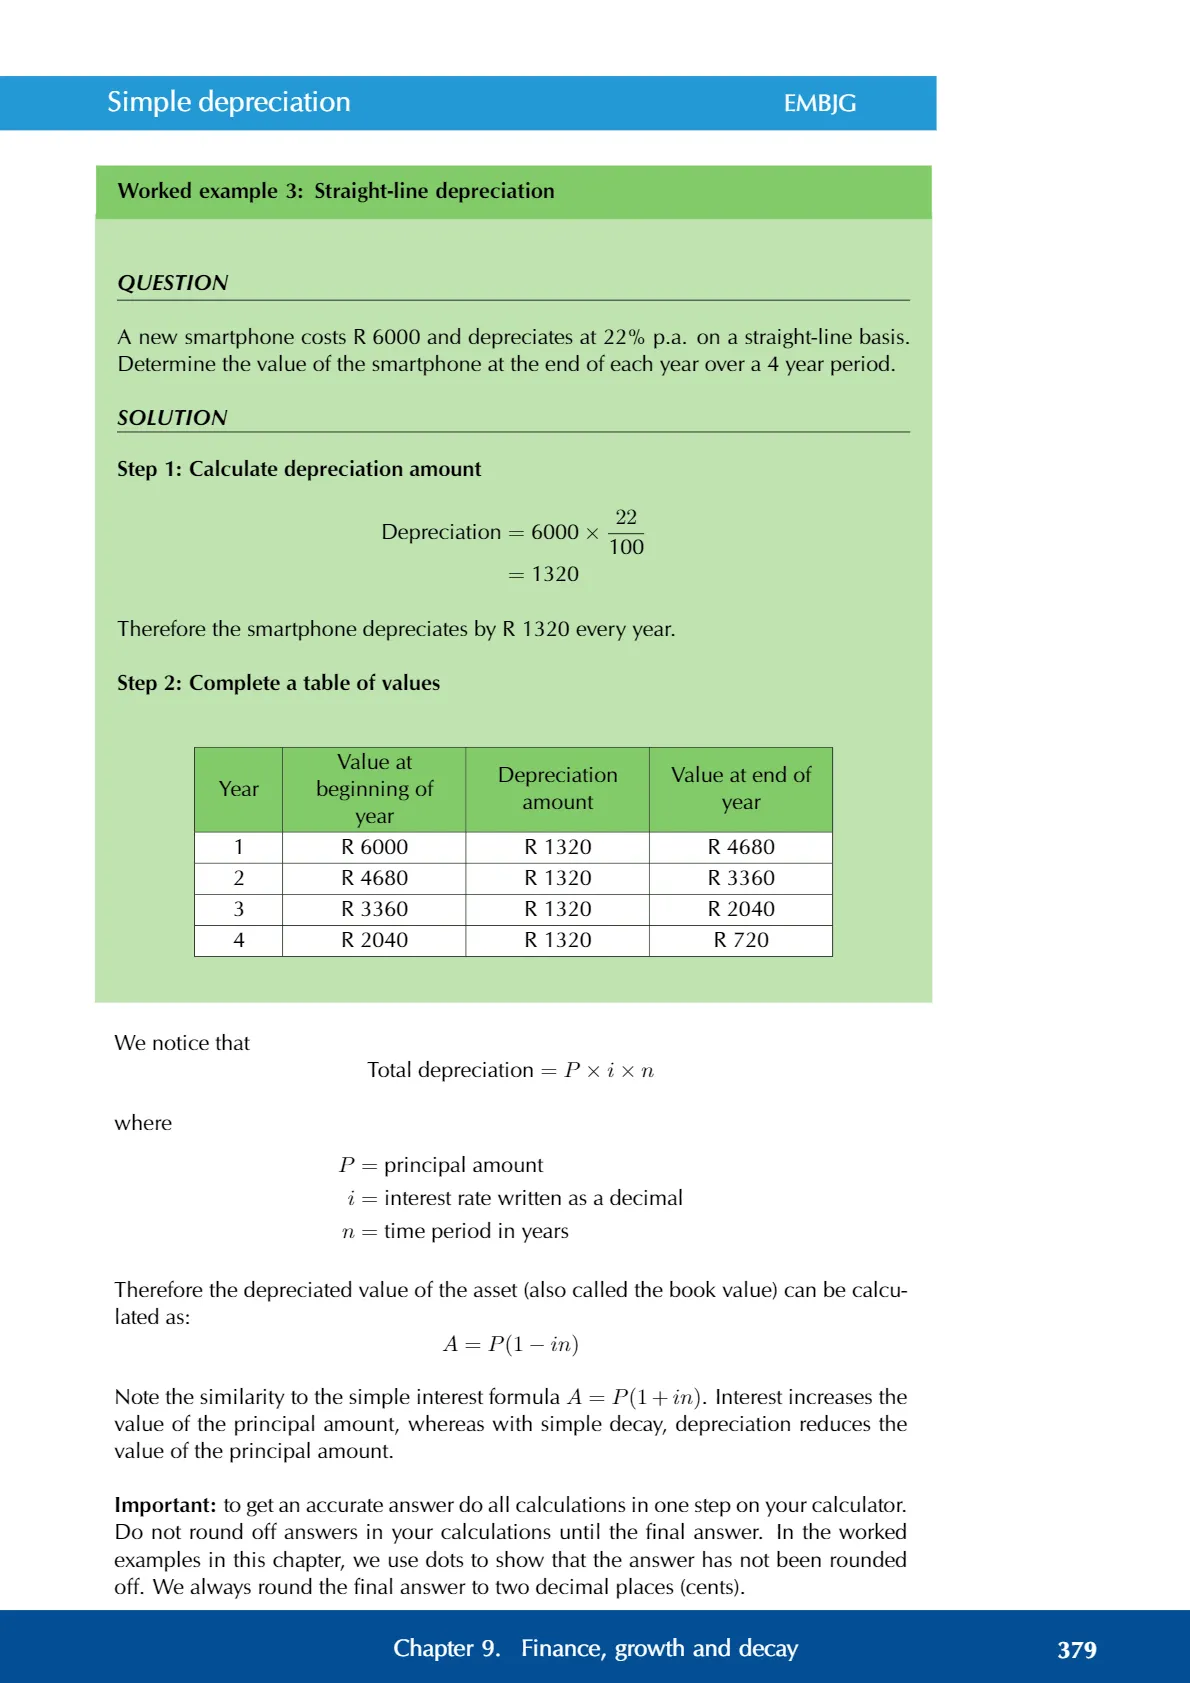 Simple depreciation EMBJG
Worked example 3: Straight-line depreciation
QUESTION
A new smartphone costs R 6000 and depreciates at 22% p.a. on a straight-line basis.
Determine the value of the smartphone at the end of each year over a 4 year period.
SOLUTION
Step 1: Calculate depreciation amount
Depreciation = 6000 × 22/100
= 1320
Therefore the smartphone depreciates by R 1320 every year.
Step 2: Complete a table of values
Year | Value at beginning of year | Depreciation amount | Value at end of year
1 | R 6000 | R 1320 | R 4680
2 | R 4680 | R 1320 | R 3360
3 | R 3360 | R 1320 | R 2040
4 | R 2040 | R 1320 | R 720
We notice that
Total depreciation = P × i × n
where
P = principal amount
i = interest rate written as a decimal
n = time period in years
Therefore the depreciated value of the asset (also called the book value) can be calcu-
lated as:
A = P(1 − in)
Note the similarity to the simple interest formula A = P(1 + in). Interest increases the
value of the principal amount, whereas with simple decay, depreciation reduces the
value of the principal amount.
Important: to get an accurate answer do all calculations in one step on your calculator.
Do not round off answers in your calculations until the final answer. In the worked
examples in this chapter, we use dots to show that the answer has not been rounded
off. We always round the final answer to two decimal places (cents).
Chapter 9. Finance, growth and decay 379